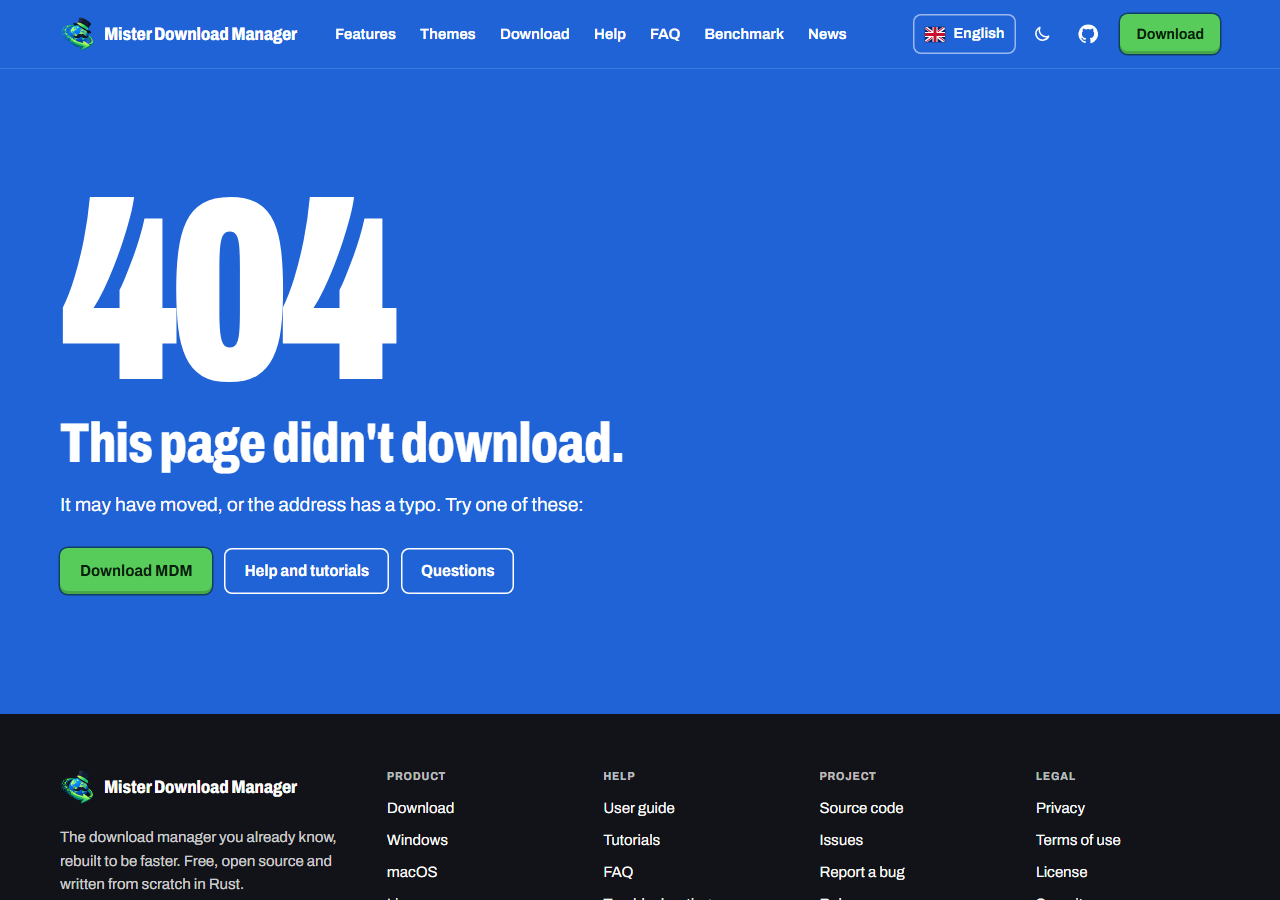 Mister Download Manager
Features
Themes
Download
Help
FAQ
Benchmark
News
English
Download
404
This page didn't download.
It may have moved, or the address has a typo. Try one of these:
Download MDM
Help and tutorials
Questions
Mister Download Manager
The download manager you already know,
rebuilt to be faster. Free, open source and
written from scratch in Rust.
PRODUCT
Download
Windows
macOS
HELP
User guide
Tutorials
FAQ
PROJECT
Source code
Issues
Report a bug
LEGAL
Privacy
Terms of use
License